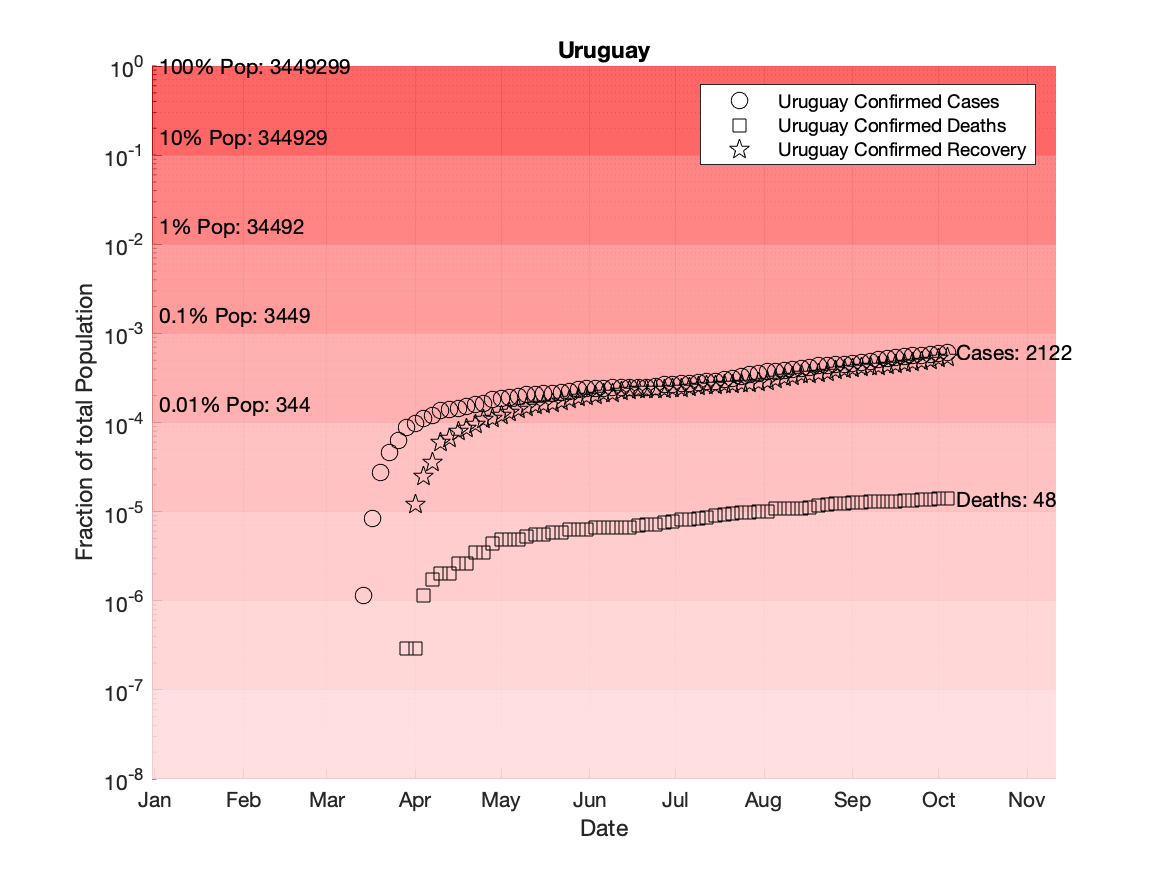 Uruguay
10^0
100% Pop: 3449299
Uruguay Confirmed Cases
Uruguay Confirmed Deaths
Uruguay Confirmed Recovery
10% Pop: 344929
10^-1
1% Pop: 34492
10^-2
0.1% Pop: 3449
10^-3
Cases: 2122
0.01% Pop: 344
10^-4
Deaths: 48
10^-5
10^-6
10^-7
10^-8
Fraction of total Population
Jan Feb Mar Apr May Jun Jul Aug Sep Oct Nov
Date